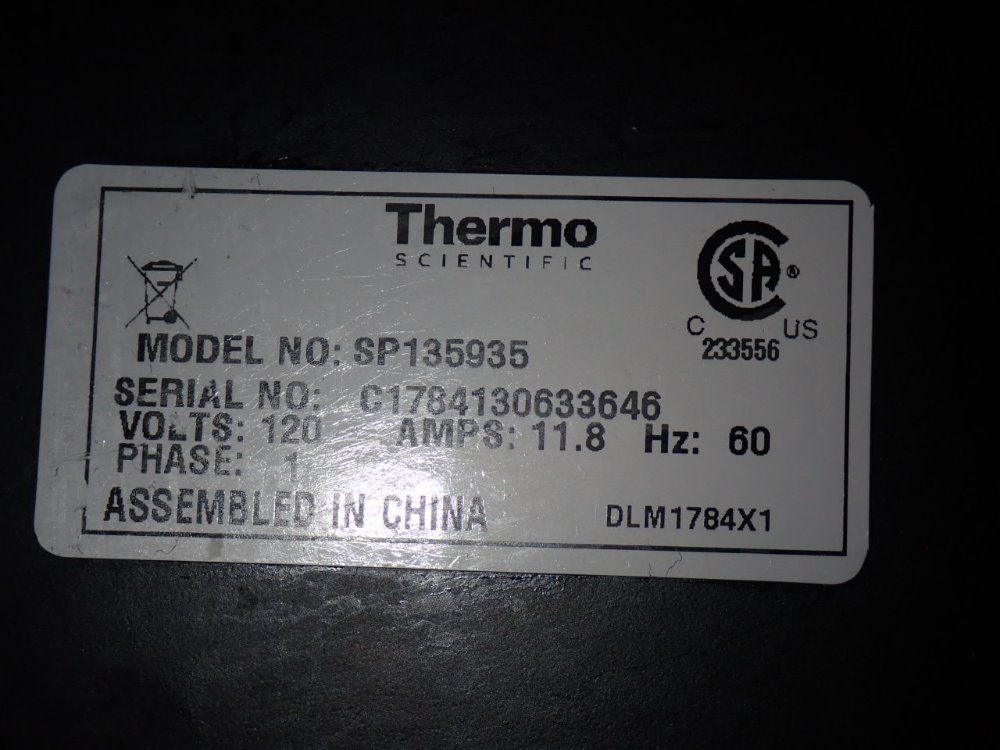 Thermo
SCIENTIFIC
CSA®
C US
233556
MODEL NO: SP135935
SERIAL NO: C1784130633646
VOLTS: 120 AMPS: 11.8 Hz: 60
PHASE: 1
ASSEMBLED IN CHINA DLM1784X1